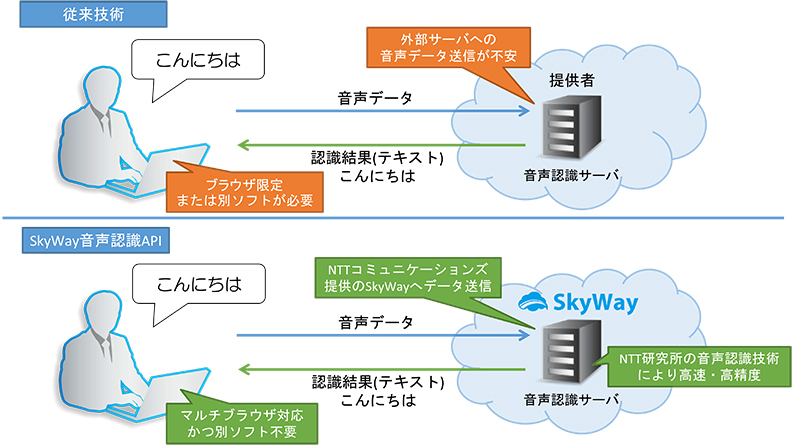 従来技術
こんにちは
外部サーバへの
音声データ送信が不安
提供者
音声データ
認識結果(テキスト)
こんにちは
音声認識サーバ
ブラウザ限定
または別ソフトが必要
SkyWay音声認識API
こんにちは
NTTコミュニケーションズ
提供のSkyWayへデータ送信
SkyWay
音声データ
NTT研究所の音声認識技術
により高速・高精度
認識結果(テキスト)
こんにちは
音声認識サーバ
マルチブラウザ対応
かつ別ソフト不要